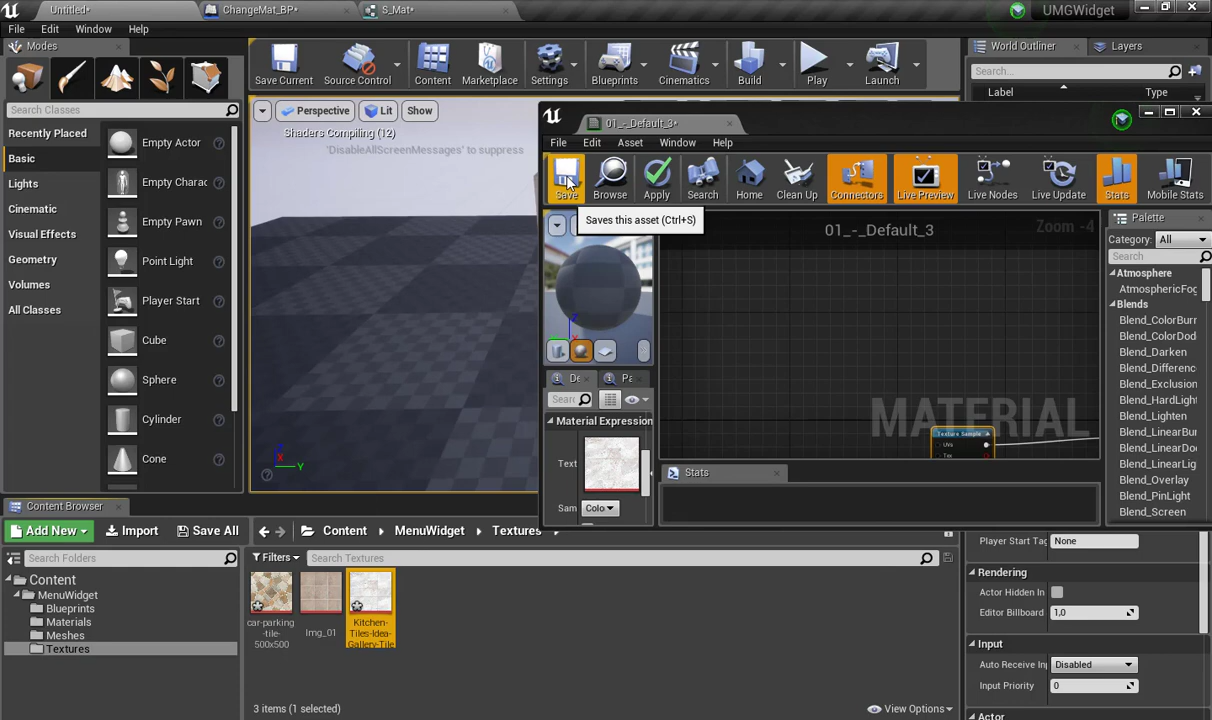 Untitled*
ChangeMat_BP*
S_Mat*
UMGWidget
File Edit Window Help
Modes
Search Classes
Recently Placed
Basic
Lights
Cinematic
Visual Effects
Geometry
Volumes
All Classes
Empty Actor
Empty Charac
Empty Pawn
Point Light
Player Start
Cube
Sphere
Cylinder
Cone
Save Current
Source Control
Content
Marketplace
Settings
Blueprints
Cinematics
Build
Play
Launch
World Outliner
Layers
Search...
Label
Type
Perspective
Lit
Show
Shaders Compiling (12)
'DisableAllScreenMessages' to suppress
X
Y
01_-_Default_3*
File Edit Asset Window Help
Save
Browse
Apply
Search
Home
Clean Up
Connectors
Live Preview
Live Nodes
Live Update
Stats
Mobile Stats
Saves this asset (Ctrl+S)
01_-_Default_3
Zoom -4
MATERIAL
Texture Sample
UVs
Stats
De
Pa
Searc
Material Expression
Text
Sam
Colo
Palette
Category: All
Search
Atmosphere
AtmosphericFog
Blends
Blend_ColorBurn
Blend_ColorDod
Blend_Darken
Blend_Differenc
Blend_Exclusion
Blend_HardLight
Blend_Lighten
Blend_LinearBur
Blend_LinearDo
Blend_LinearLig
Blend_Overlay
Blend_PinLight
Blend_Screen
Content Browser
Add New
Import
Save All
Content
MenuWidget
Textures
Search Folders
Filters
Search Textures
Content
MenuWidget
Blueprints
Materials
Meshes
Textures
car-parking
-tile-
500x500
Img_01
Kitchen-
Tiles-Idea-
Gallery-Tile
3 items (1 selected)
View Options
Player Start Tag
None
Rendering
Actor Hidden In
Editor Billboard
1,0
Input
Auto Receive Inp
Disabled
Input Priority
0
Actor